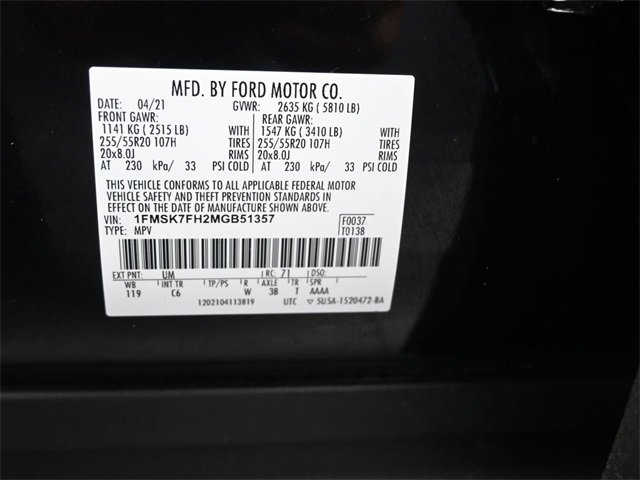 MFD. BY FORD MOTOR CO.
DATE: 04/21 GVWR: 2635 KG ( 5810 LB)
FRONT GAWR: REAR GAWR:
1141 KG ( 2515 LB) WITH 1547 KG ( 3410 LB) WITH
255/55R20 107H TIRES 255/55R20 107H TIRES
20x8.0J RIMS 20x8.0J RIMS
AT 230 kPa/ 33 PSI COLD AT 230 kPa/ 33 PSI COLD
THIS VEHICLE CONFORMS TO ALL APPLICABLE FEDERAL MOTOR
VEHICLE SAFETY AND THEFT PREVENTION STANDARDS IN
EFFECT ON THE DATE OF MANUFACTURE SHOWN ABOVE.
VIN: 1FMSK7FH2MGB51357 F0037
TYPE: MPV T0138
EXT PNT: UM RC: 71 DSO:
WB INT TR TP/PS R AXLE TR SPR
119 C6 W 3B T AAAA
1202104113819 UTC ▽ SU5A-1520472-BA